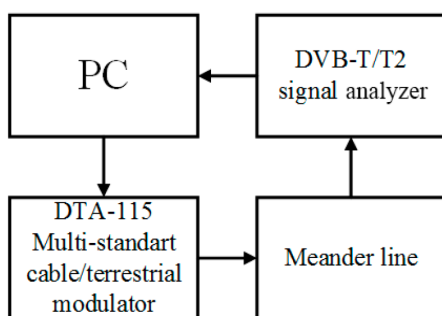 PC
DVB-T/T2
signal analyzer
DTA-115
Multi-standart
cable/terrestrial
modulator
Meander line